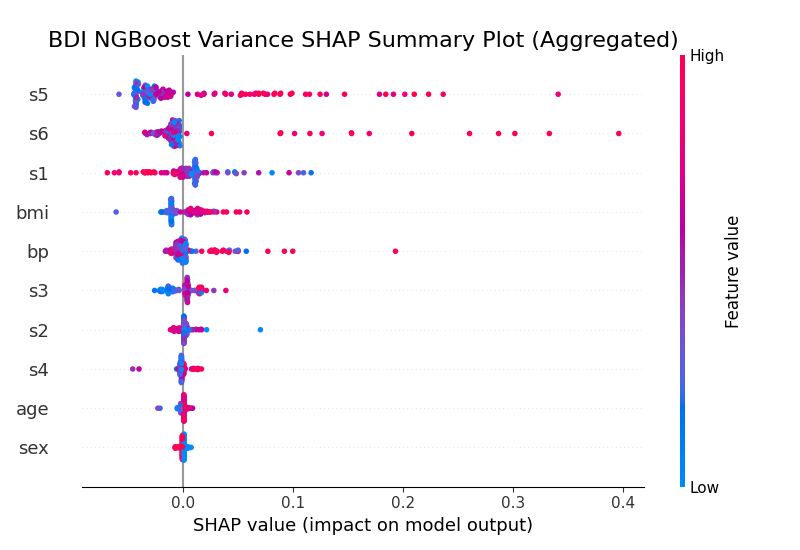 BDI NGBoost Variance SHAP Summary Plot (Aggregated)
High
s5
s6
s1
bmi
bp
s3
s2
s4
age
sex
Feature value
Low
0.0 0.1 0.2 0.3 0.4
SHAP value (impact on model output)